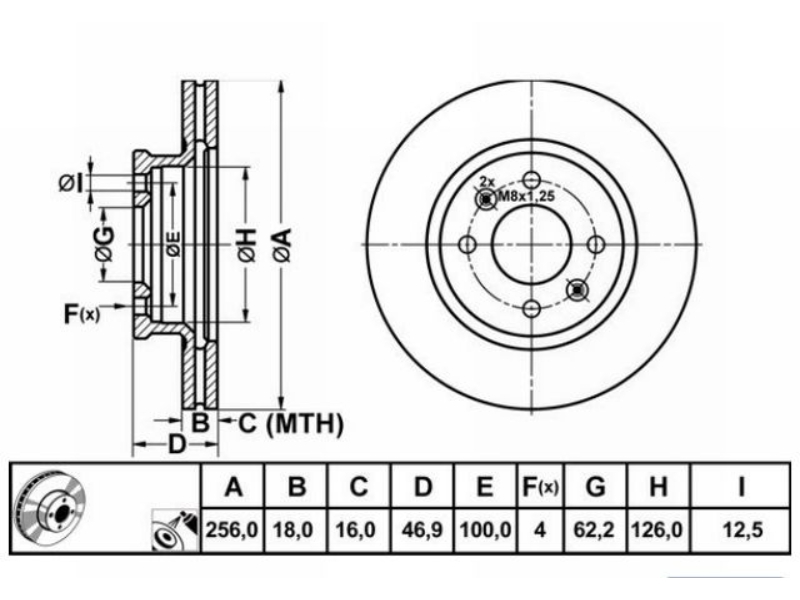 2x
M8x1,25
ØI
ØG
ØE
ØH
ØA
F(x)
B
C (MTH)
D
A B C D E F(x) G H I
256,0 18,0 16,0 46,9 100,0 4 62,2 126,0 12,5